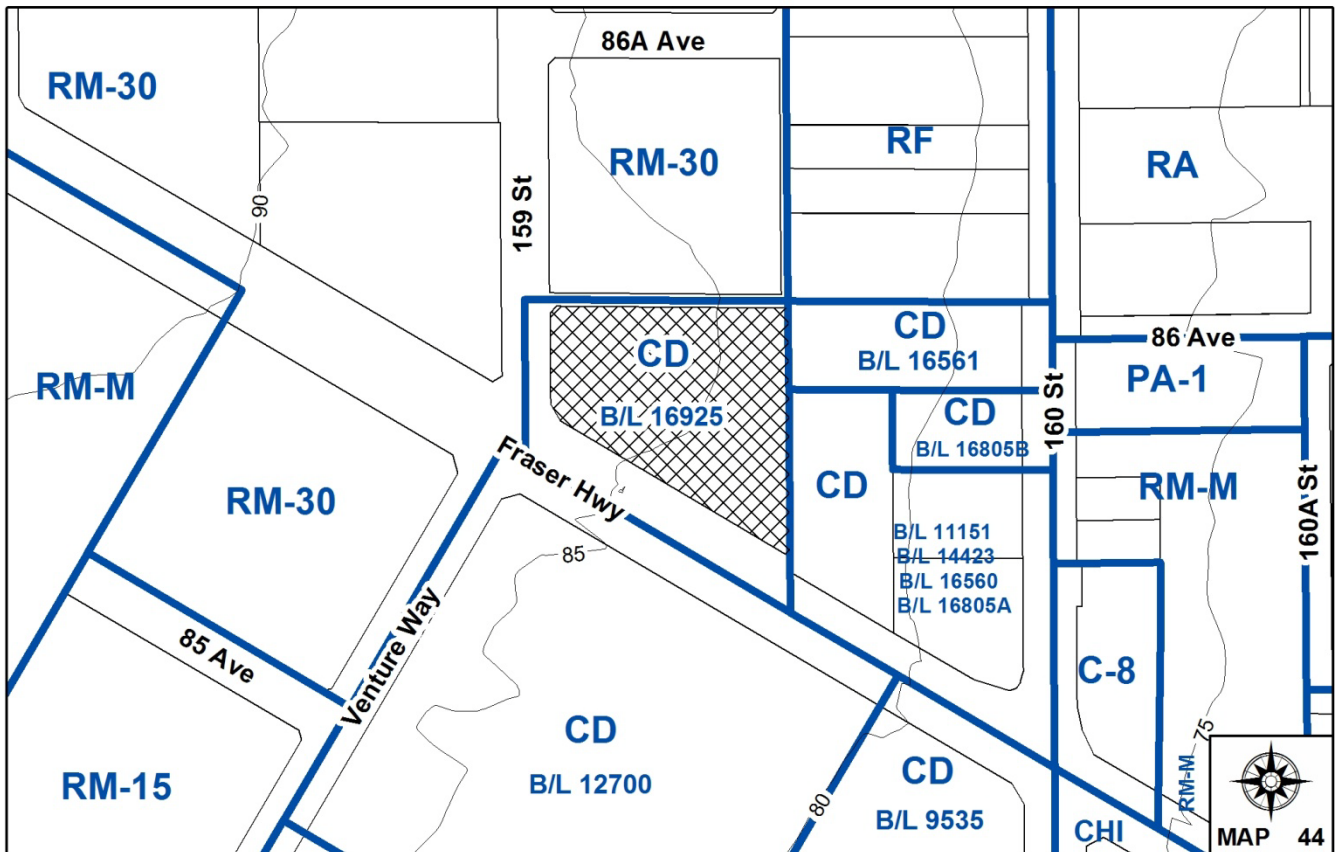 86A Ave
RM-30
RM-30
RF
RA
159 St
90
CD
B/L 16925
CD
B/L 16561
86 Ave
PA-1
160 St
RM-M
CD
B/L 16805B
Fraser Hwy
RM-30
CD
RM-M
160A St
B/L 11151
B/L 14423
B/L 16560
B/L 16805A
85
85 Ave
Venture Way
C-8
CD
B/L 12700
75
RM-15
80
CD
B/L 9535
RM-M
CHI
MAP 44